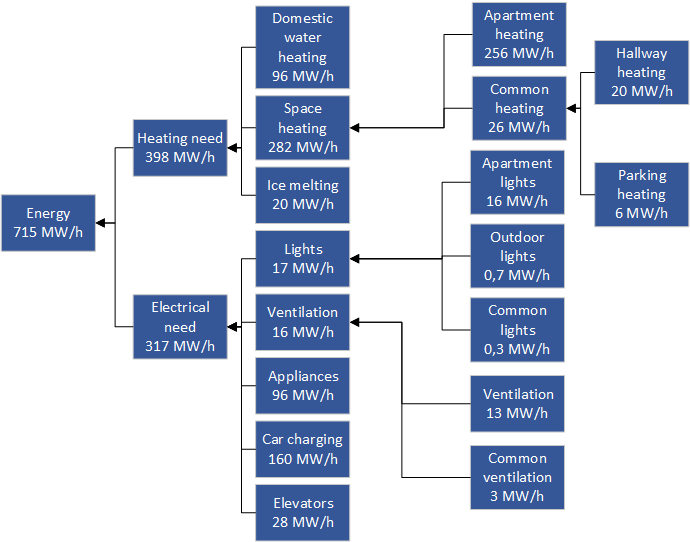 Energy
715 MW/h
Heating need
398 MW/h
Electrical
need
317 MW/h
Domestic
water
heating
96 MW/h
Space
heating
282 MW/h
Ice melting
20 MW/h
Lights
17 MW/h
Ventilation
16 MW/h
Appliances
96 MW/h
Car charging
160 MW/h
Elevators
28 MW/h
Apartment
heating
256 MW/h
Common
heating
26 MW/h
Apartment
lights
16 MW/h
Outdoor
lights
0,7 MW/h
Common
lights
0,3 MW/h
Ventilation
13 MW/h
Common
ventilation
3 MW/h
Hallway
heating
20 MW/h
Parking
heating
6 MW/h